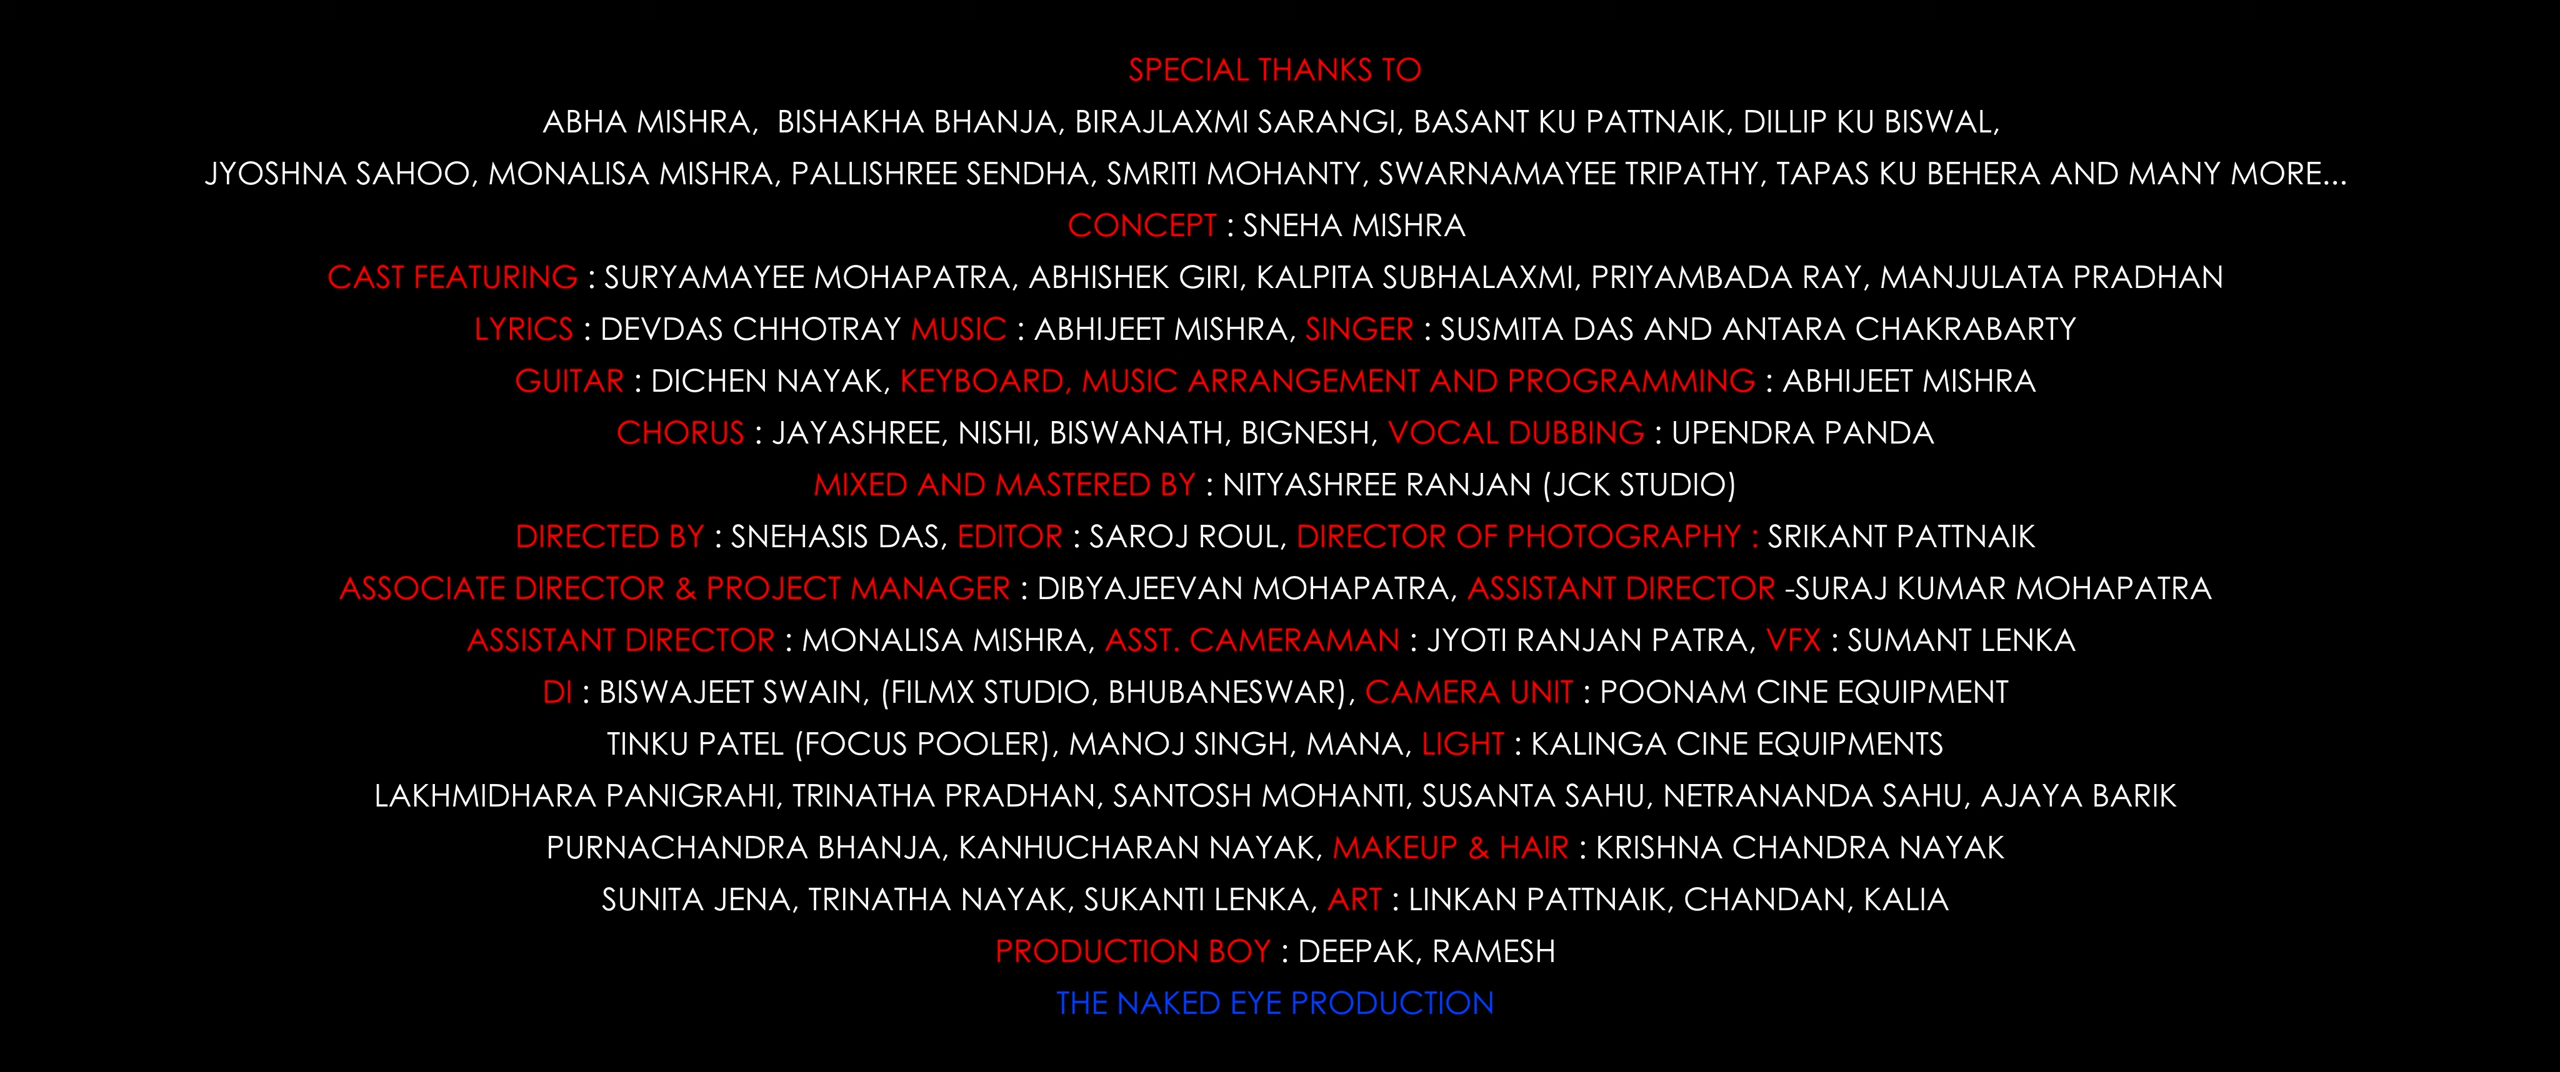 SPECIAL THANKS TO
ABHA MISHRA,  BISHAKHA BHANJA, BIRAJLAXMI SARANGI, BASANT KU PATTNAIK, DILLIP KU BISWAL,
JYOSHNA SAHOO, MONALISA MISHRA, PALLISHREE SENDHA, SMRITI MOHANTY, SWARNAMAYEE TRIPATHY, TAPAS KU BEHERA AND MANY MORE...
CONCEPT : SNEHA MISHRA
CAST FEATURING : SURYAMAYEE MOHAPATRA, ABHISHEK GIRI, KALPITA SUBHALAXMI, PRIYAMBADA RAY, MANJULATA PRADHAN
LYRICS : DEVDAS CHHOTRAY MUSIC : ABHIJEET MISHRA, SINGER : SUSMITA DAS AND ANTARA CHAKRABARTY
GUITAR : DICHEN NAYAK, KEYBOARD, MUSIC ARRANGEMENT AND PROGRAMMING : ABHIJEET MISHRA
CHORUS : JAYASHREE, NISHI, BISWANATH, BIGNESH, VOCAL DUBBING : UPENDRA PANDA
MIXED AND MASTERED BY : NITYASHREE RANJAN (JCK STUDIO)
DIRECTED BY : SNEHASIS DAS, EDITOR : SAROJ ROUL, DIRECTOR OF PHOTOGRAPHY : SRIKANT PATTNAIK
ASSOCIATE DIRECTOR & PROJECT MANAGER : DIBYAJEEVAN MOHAPATRA, ASSISTANT DIRECTOR -SURAJ KUMAR MOHAPATRA
ASSISTANT DIRECTOR : MONALISA MISHRA, ASST. CAMERAMAN : JYOTI RANJAN PATRA, VFX : SUMANT LENKA
DI : BISWAJEET SWAIN, (FILMX STUDIO, BHUBANESWAR), CAMERA UNIT : POONAM CINE EQUIPMENT
TINKU PATEL (FOCUS POOLER), MANOJ SINGH, MANA, LIGHT : KALINGA CINE EQUIPMENTS
LAKHMIDHARA PANIGRAHI, TRINATHA PRADHAN, SANTOSH MOHANTI, SUSANTA SAHU, NETRANANDA SAHU, AJAYA BARIK
PURNACHANDRA BHANJA, KANHUCHARAN NAYAK, MAKEUP & HAIR : KRISHNA CHANDRA NAYAK
SUNITA JENA, TRINATHA NAYAK, SUKANTI LENKA, ART : LINKAN PATTNAIK, CHANDAN, KALIA
PRODUCTION BOY : DEEPAK, RAMESH
THE NAKED EYE PRODUCTION